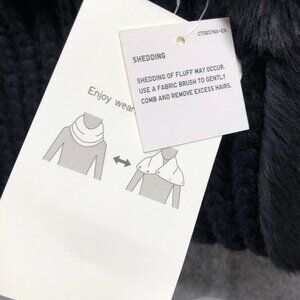 CT0037N0-EN
SHEDDING
SHEDDING OF FLUFF MAY OCCUR.
USE A FABRIC BRUSH TO GENTLY
COMB AND REMOVE EXCESS HAIRS.
Enjoy wear